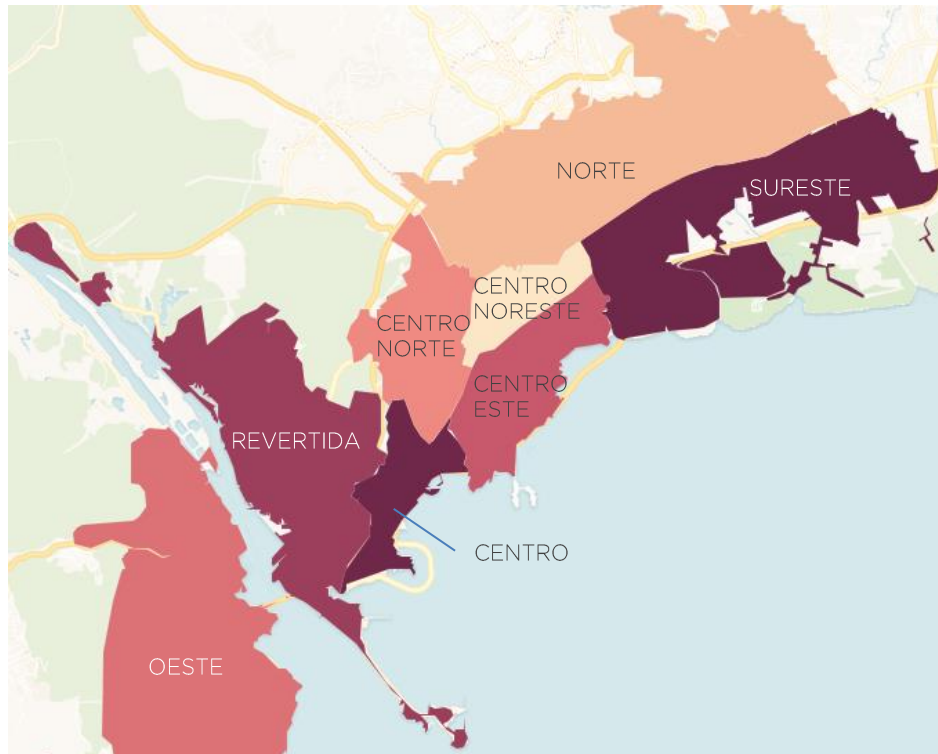 NORTE
SURESTE
CENTRO
NORESTE
CENTRO
NORTE
CENTRO
ESTE
REVERTIDA
CENTRO
OESTE